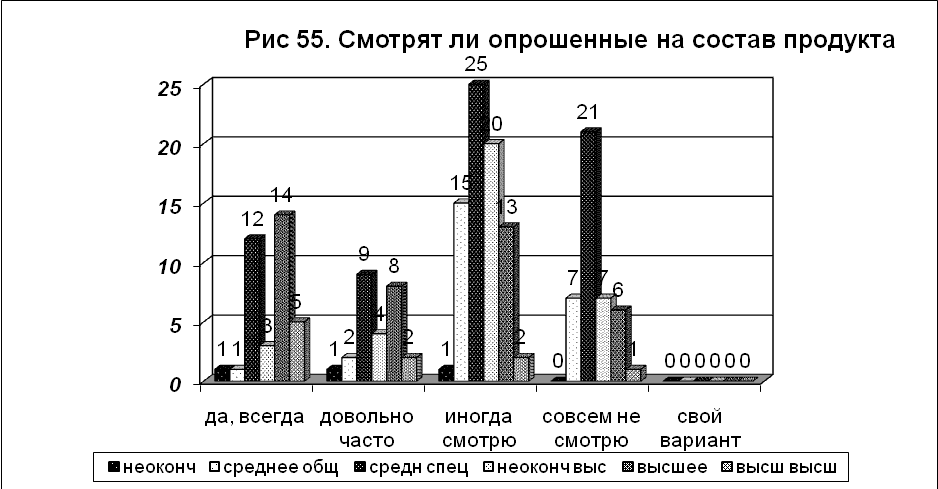 Рис 55. Смотрят ли опрошенные на состав продукта
25
20
15
10
5
0
1 1 12 3 14 5
1 2 9 4 8 2
1 15 25 20 13 2
0 7 21 7 6 1
0 0 0 0 0 0
да, всегда
довольно часто
иногда смотрю
совсем не смотрю
свой вариант
неоконч среднее общ средн спец неоконч выс высшее высш высш